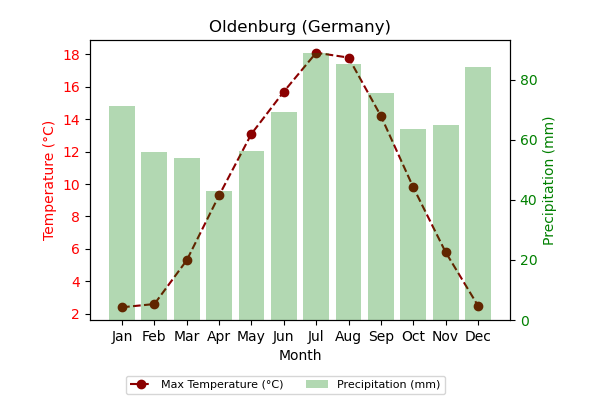 Oldenburg (Germany)
18
16
14
12
10
8
6
4
2
Temperature (°C)
80
60
40
20
0
Precipitation (mm)
Jan Feb Mar Apr May Jun Jul Aug Sep Oct Nov Dec
Month
Max Temperature (°C) Precipitation (mm)